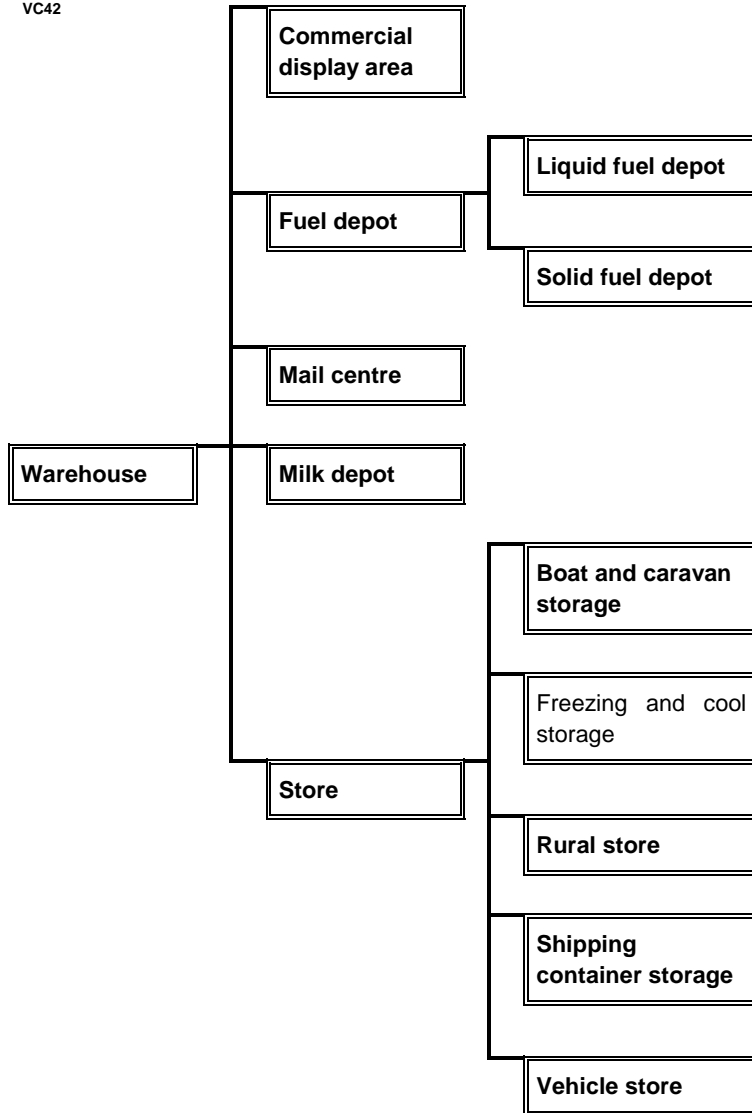 VC42
Commercial
display area
Liquid fuel depot
Fuel depot
Solid fuel depot
Mail centre
Warehouse
Milk depot
Boat and caravan
storage
Freezing and cool
storage
Store
Rural store
Shipping
container storage
Vehicle store